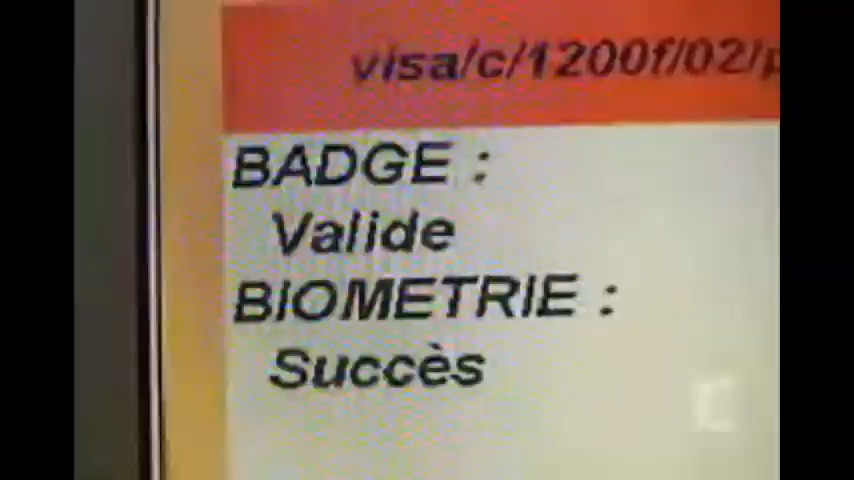 visa/c/1200f/02/p
BADGE :
Valide
BIOMETRIE :
Succès